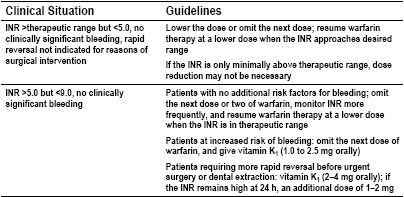 Clinical Situation Guidelines
INR >therapeutic range but <5.0, no
clinically significant bleeding, rapid
reversal not indicated for reasons of
surgical intervention
Lower the dose or omit the next dose; resume warfarin
therapy at a lower dose when the INR approaches desired
range
If the INR is only minimally above therapeutic range, dose
reduction may not be necessary
INR >5.0 but <9.0, no clinically
significant bleeding
Patients with no additional risk factors for bleeding; omit
the next dose or two of warfarin, monitor INR more
frequently, and resume warfarin therapy at a lower dose
when the INR is in therapeutic range
Patients at increased risk of bleeding: omit the next dose of
warfarin, and give vitamin K1 (1.0 to 2.5 mg orally)
Patients requiring more rapid reversal before urgent
surgery or dental extraction: vitamin K1 (2–4 mg orally); if
the INR remains high at 24 h, an additional dose of 1–2 mg